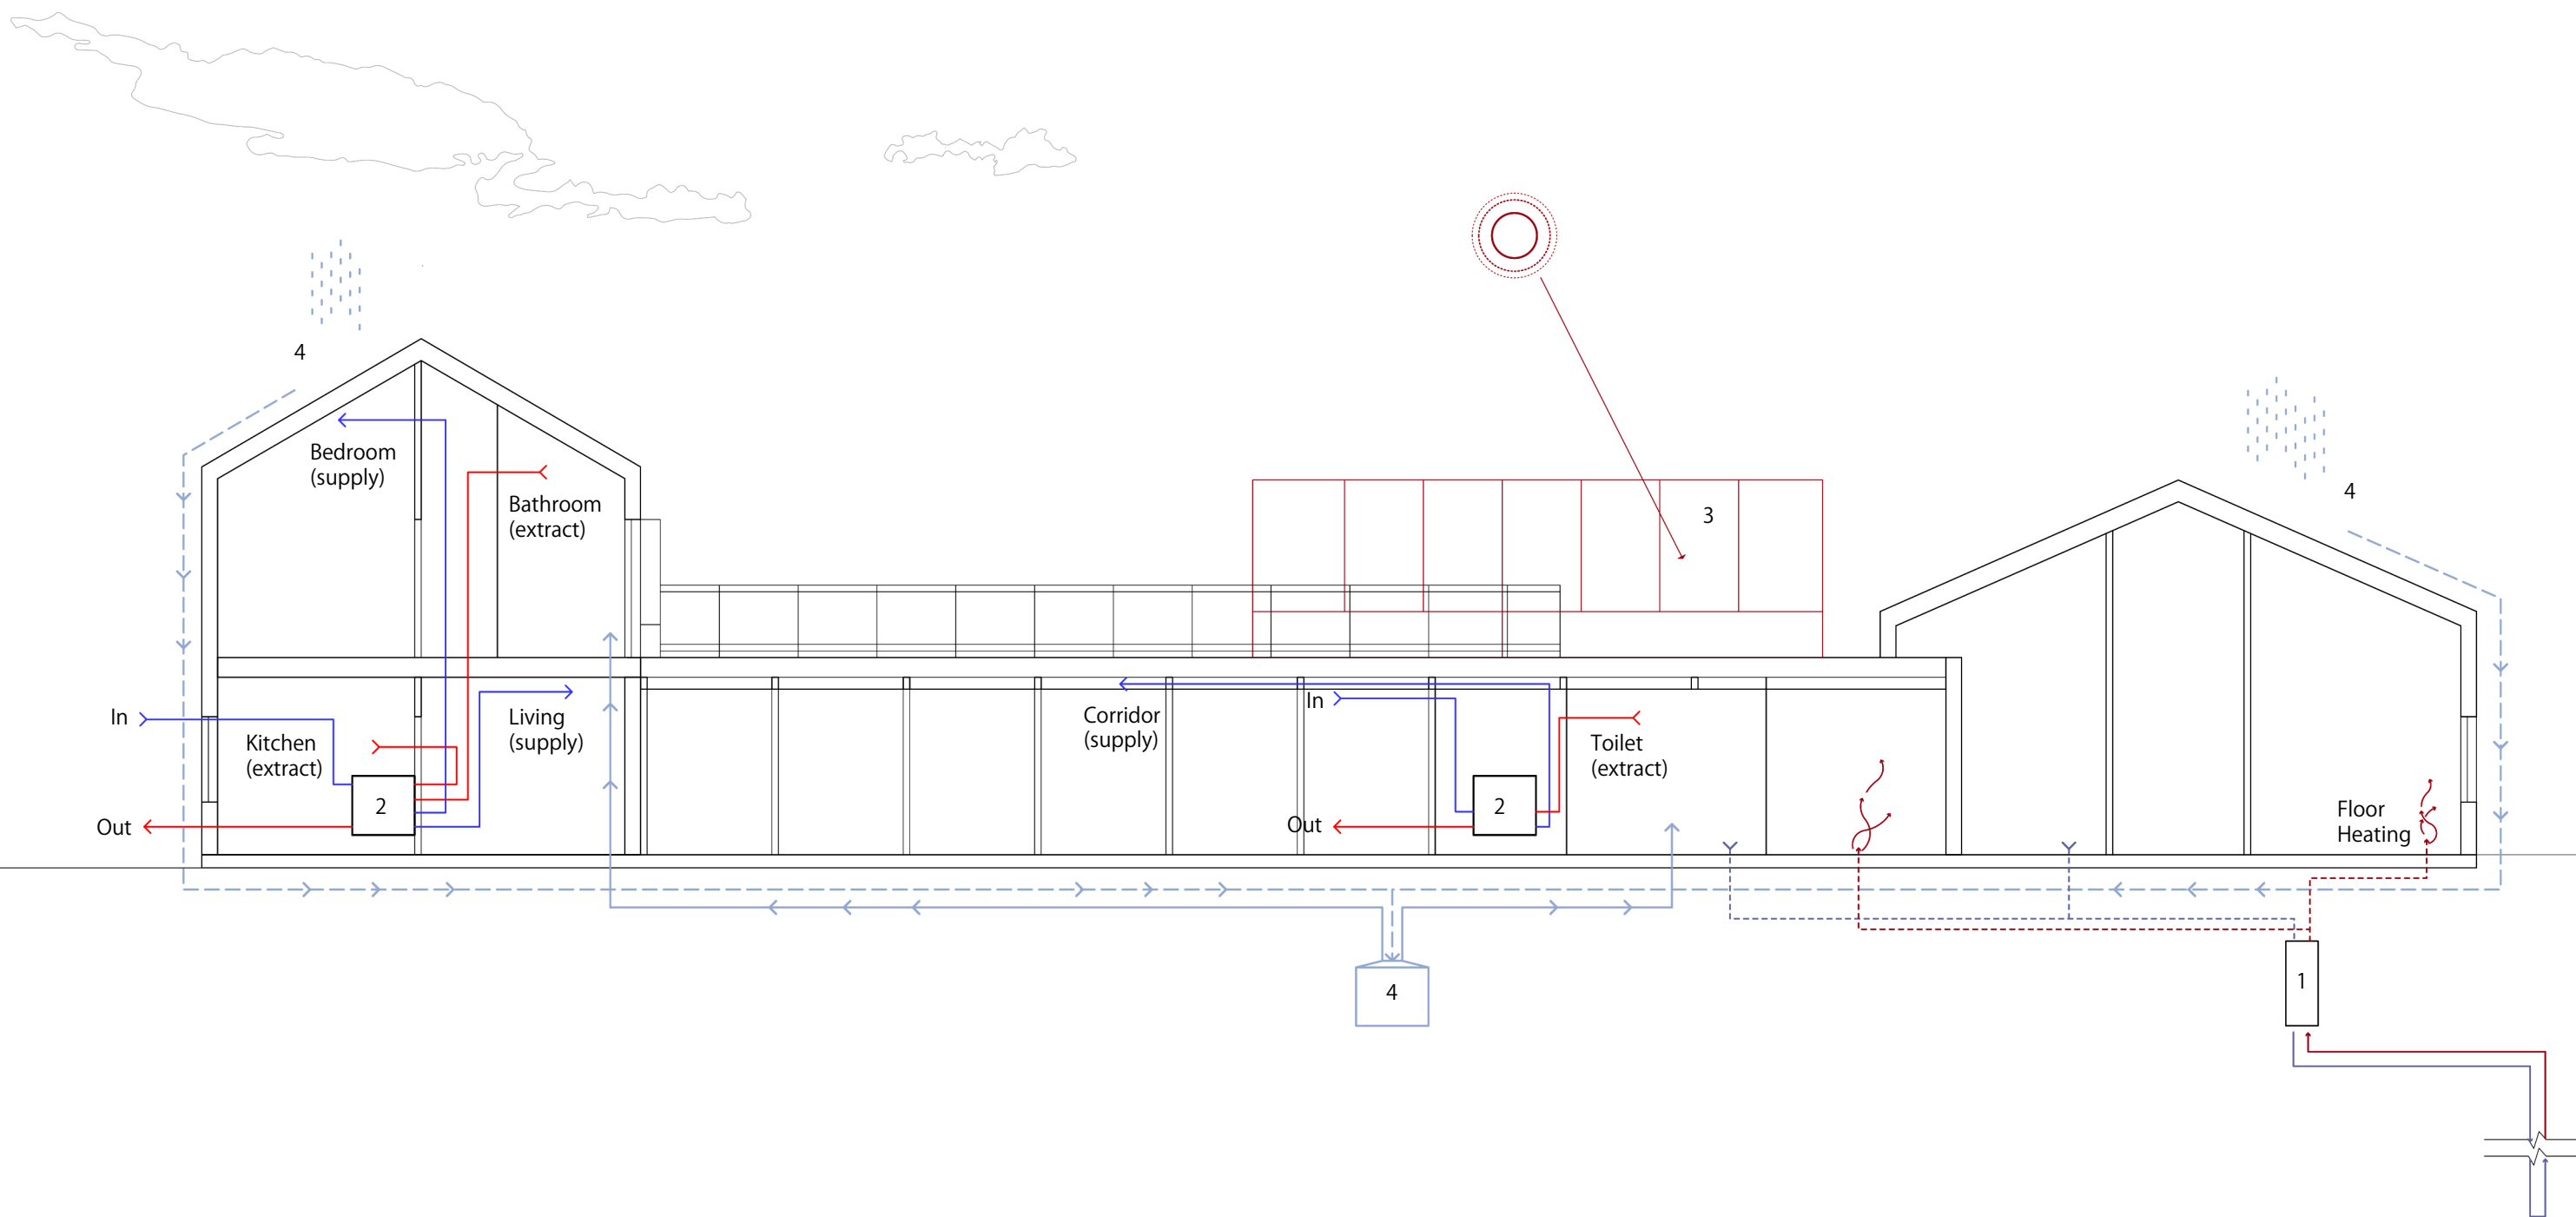 4
4
Bedroom
(supply)
Bathroom
(extract)
3
In
Kitchen
(extract)
Living
(supply)
2
Out
Corridor
(supply)
In
Toilet
(extract)
2
Out
Floor
Heating
4
1